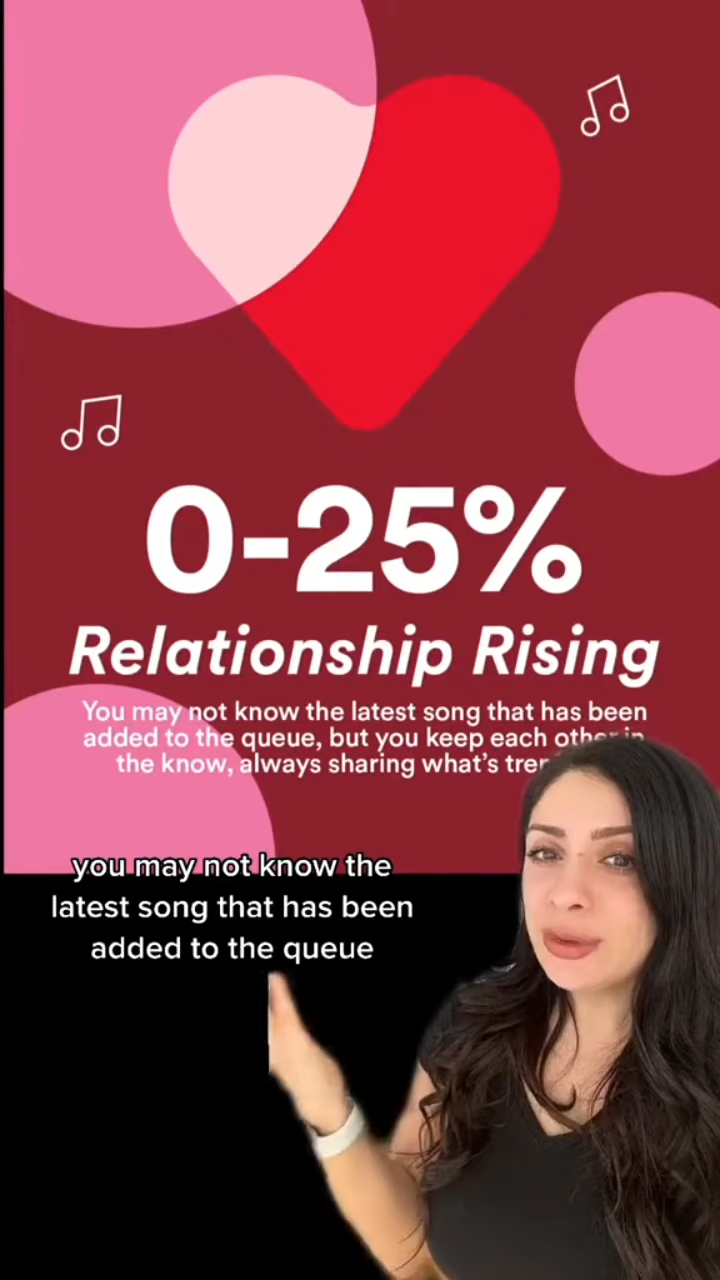 0-25%
Relationship Rising
You may not know the latest song that has been
added to the queue, but you keep each other in
the know, always sharing what's
you may not know the
latest song that has been
added to the queue